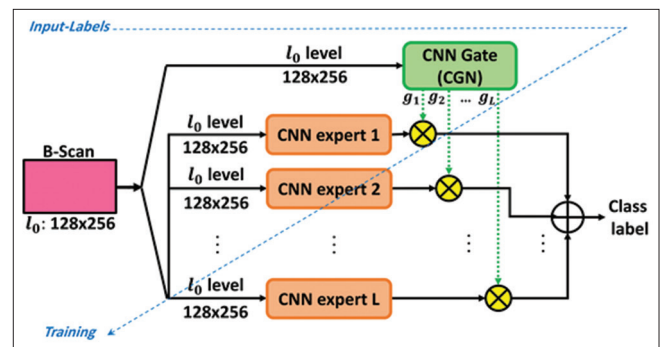 Input-Labels
l₀ level
128x256
CNN Gate
(CGN)
g₁ g₂ ... g_L
B-Scan
l₀: 128x256
l₀ level
128x256
CNN expert 1
l₀ level
128x256
CNN expert 2
Class
label
l₀ level
128x256
CNN expert L
Training